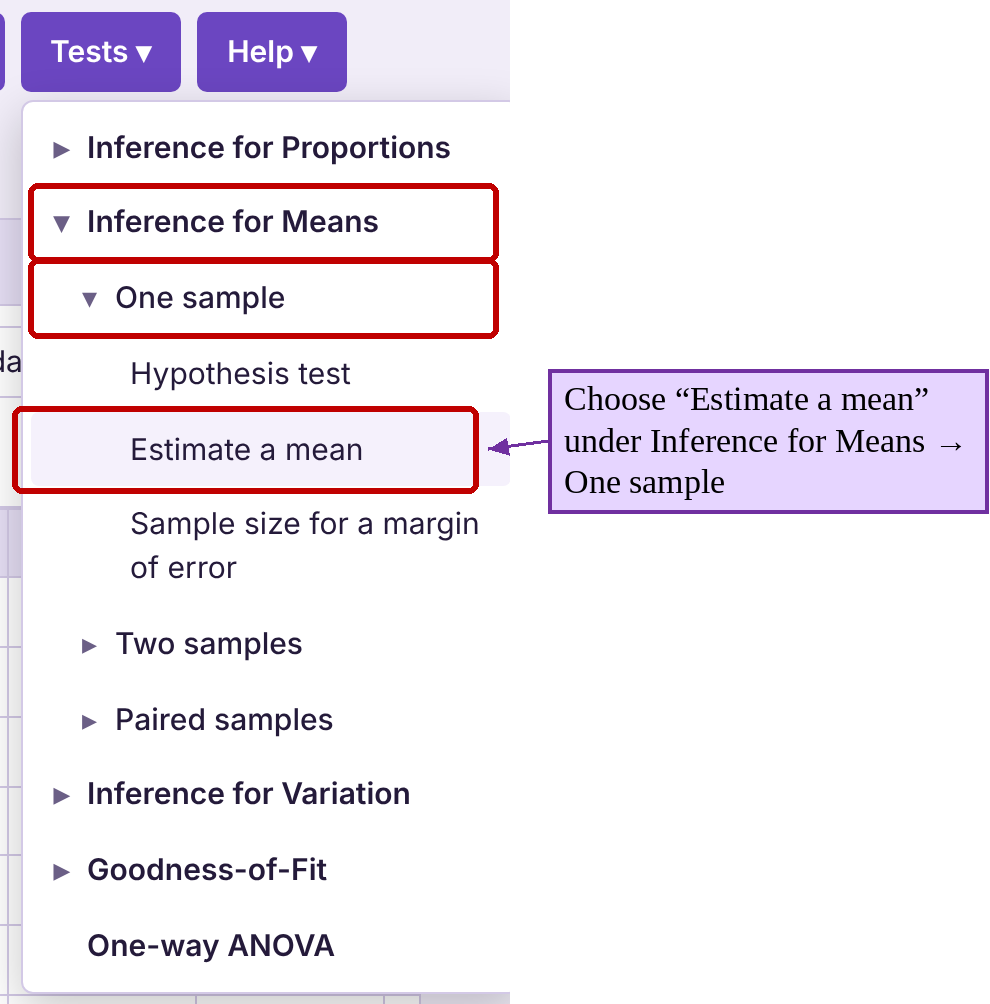 Tests ▾ Help ▾
▸ Inference for Proportions
▾ Inference for Means
▾ One sample
Hypothesis test
Estimate a mean
Choose “Estimate a mean”
under Inference for Means →
One sample
Sample size for a margin
of error
▸ Two samples
▸ Paired samples
▸ Inference for Variation
▸ Goodness-of-Fit
One-way ANOVA